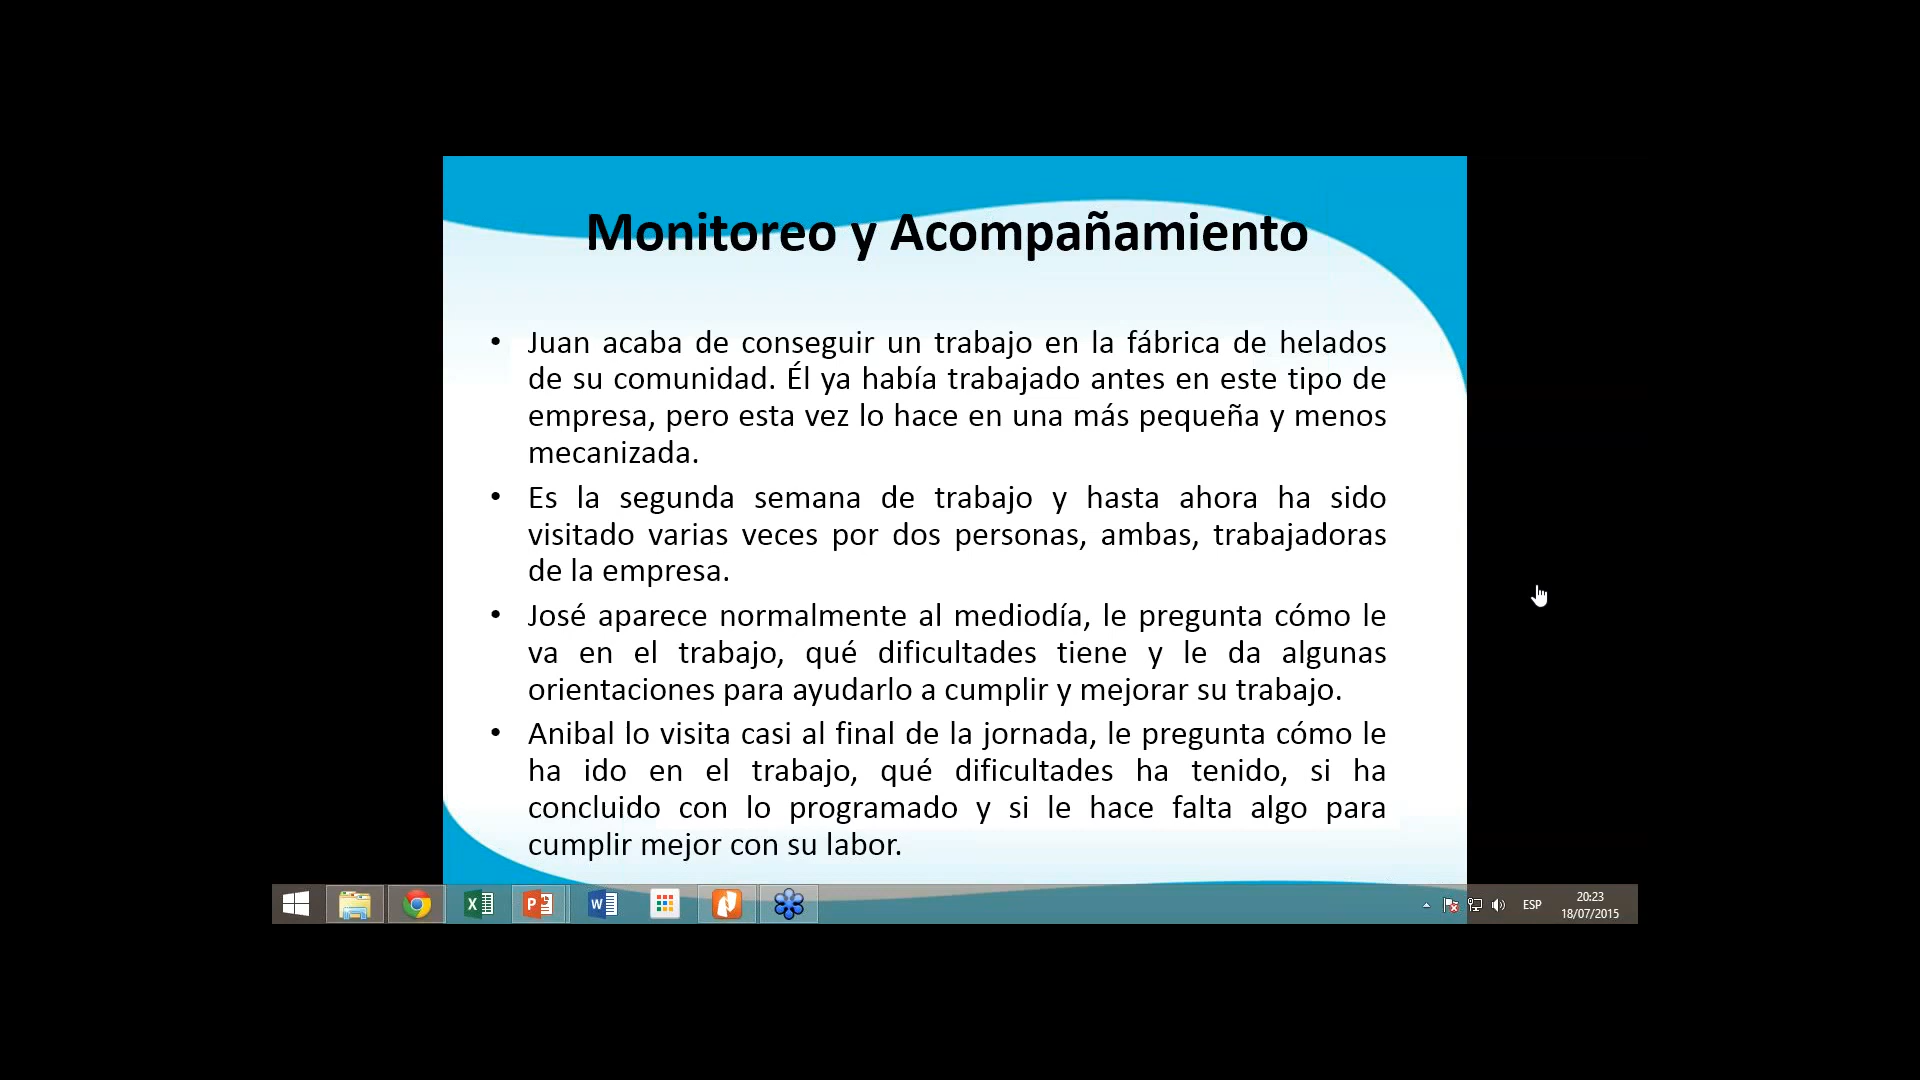 Monitoreo y Acompañamiento
• Juan acaba de conseguir un trabajo en la fábrica de helados
de su comunidad. Él ya había trabajado antes en este tipo de
empresa, pero esta vez lo hace en una más pequeña y menos
mecanizada.
• Es la segunda semana de trabajo y hasta ahora ha sido
visitado varias veces por dos personas, ambas, trabajadoras
de la empresa.
• José aparece normalmente al mediodía, le pregunta cómo le
va en el trabajo, qué dificultades tiene y le da algunas
orientaciones para ayudarlo a cumplir y mejorar su trabajo.
• Anibal lo visita casi al final de la jornada, le pregunta cómo le
ha ido en el trabajo, qué dificultades ha tenido, si ha
concluido con lo programado y si le hace falta algo para
cumplir mejor con su labor.
ESP
20:23
18/07/2015